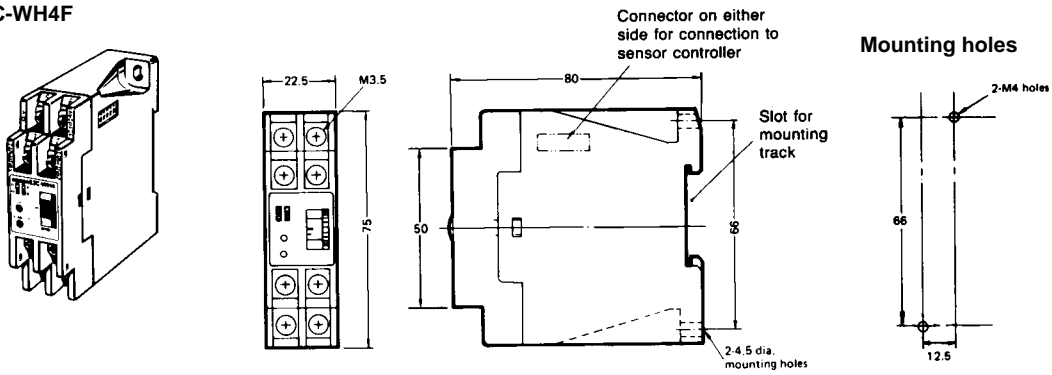 C-WH4F
Connector on either
side for connection to
sensor controller
Mounting holes
22.5
M3.5
80
2-M4 holes
Slot for
mounting
track
75
50
66
66
2-4.5 dia.
mounting holes
12.5